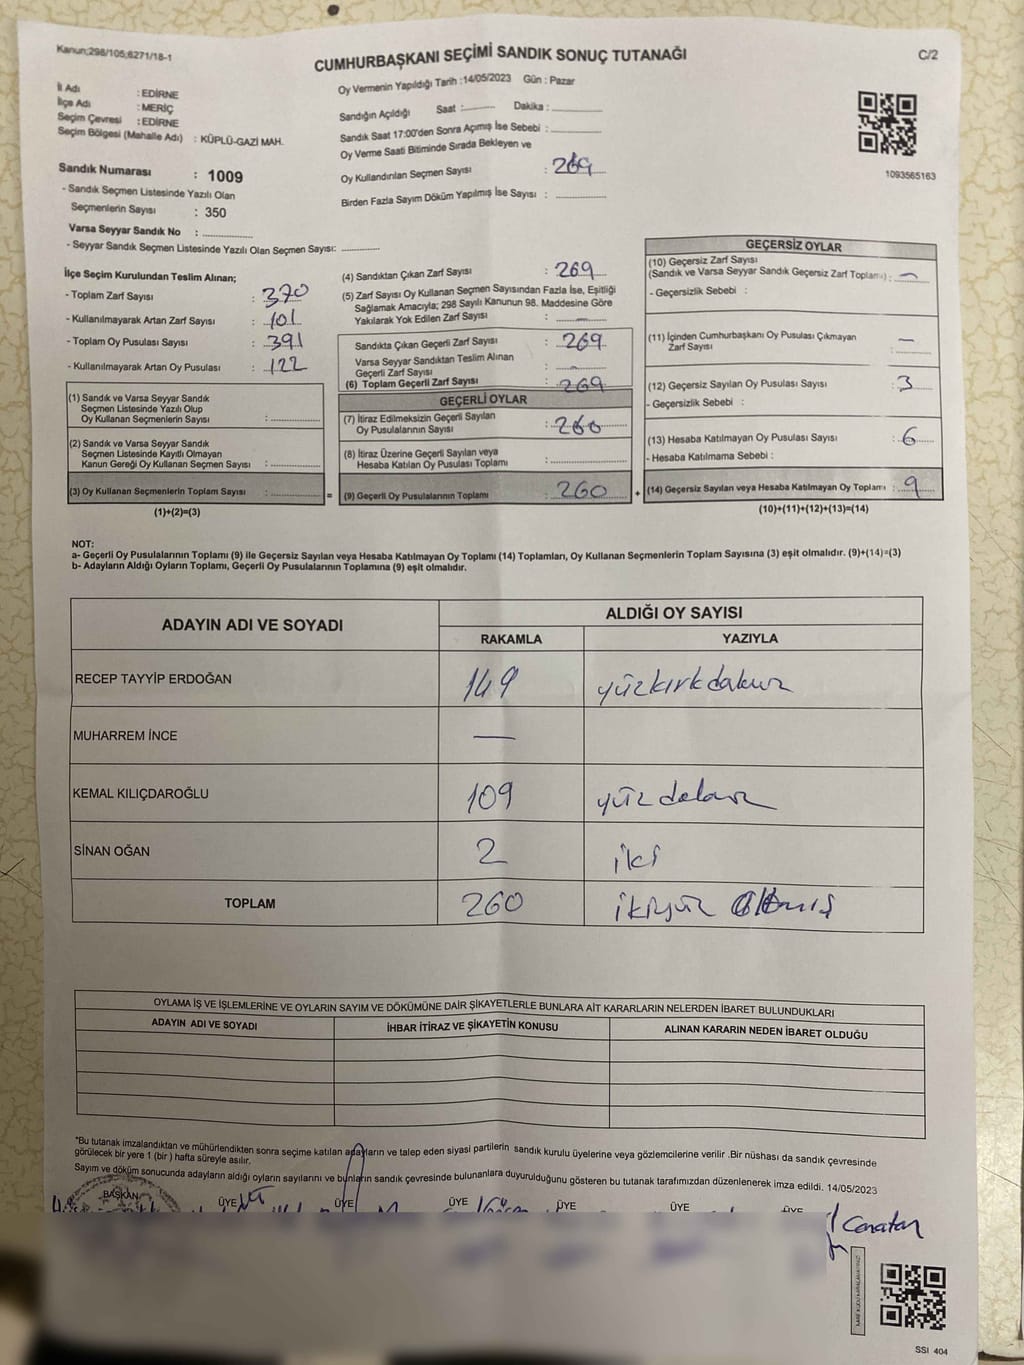 Kanun;298/105;6271/18-1
CUMHURBAŞKANI SEÇİMİ SANDIK SONUÇ TUTANAĞI
C/2
Oy Vermenin Yapıldığı Tarih :14/05/2023 Gün : Pazar
İl Adı : EDİRNE
İlçe Adı : MERİÇ
Seçim Çevresi : EDİRNE
Seçim Bölgesi (Mahalle Adı) : KÜPLÜ-GAZİ MAH.
Sandığın Açıldığı Saat :........... Dakika :..............
Sandık Saat 17:00'den Sonra Açımış İse Sebebi :..............
Oy Verme Saati Bitiminde Sırada Bekleyen ve
Oy Kullandırılan Seçmen Sayısı : 269
Birden Fazla Sayım Döküm Yapılmış İse Sayısı :..............
1093565163
Sandık Numarası : 1009
- Sandık Seçmen Listesinde Yazılı Olan
Seçmenlerin Sayısı : 350
Varsa Seyyar Sandık No :..............
- Seyyar Sandık Seçmen Listesinde Yazılı Olan Seçmen Sayısı: ..............
İlçe Seçim Kurulundan Teslim Alınan;
- Toplam Zarf Sayısı : 370
- Kullanılmayarak Artan Zarf Sayısı : 101
- Toplam Oy Pusulası Sayısı : 391
- Kullanılmayarak Artan Oy Pusulası : 122
(1) Sandık ve Varsa Seyyar Sandık
Seçmen Listesinde Yazılı Olup
Oy Kullanan Seçmenlerin Sayısı :..............
(2) Sandık ve Varsa Seyyar Sandık
Seçmen Listesinde Kayıtlı Olmayan
Kanun Gereği Oy Kullanan Seçmen Sayısı :..............
(3) Oy Kullanan Seçmenlerin Toplam Sayısı :..............
(1)+(2)=(3)
(4) Sandıktan Çıkan Zarf Sayısı : 269
(5) Zarf Sayısı Oy Kullanan Seçmen Sayısından Fazla İse, Eşitliği
Sağlamak Amacıyla; 298 Sayılı Kanunun 98. Maddesine Göre
Yakılarak Yok Edilen Zarf Sayısı : —
Sandıkta Çıkan Geçerli Zarf Sayısı : 269
Varsa Seyyar Sandıktan Teslim Alınan
Geçerli Zarf Sayısı : —
(6) Toplam Geçerli Zarf Sayısı : 269
GEÇERLİ OYLAR
(7) İtiraz Edilmeksizin Geçerli Sayılan
Oy Pusulalarının Sayısı : 260
(8) İtiraz Üzerine Geçerli Sayılan veya
Hesaba Katılan Oy Pusulası Toplamı :..............
= (9) Geçerli Oy Pusulalarının Toplamı : 260 +
GEÇERSİZ OYLAR
(10) Geçersiz Zarf Sayısı
(Sandık ve Varsa Seyyar Sandık Geçersiz Zarf Toplamı) : —
- Geçersizlik Sebebi :
(11) İçinden Cumhurbaşkanı Oy Pusulası Çıkmayan
Zarf Sayısı : —
(12) Geçersiz Sayılan Oy Pusulası Sayısı : 3
- Geçersizlik Sebebi :
(13) Hesaba Katılmayan Oy Pusulası Sayısı : 6
- Hesaba Katılmama Sebebi :
(14) Geçersiz Sayılan veya Hesaba Katılmayan Oy Toplamı : 9
(10)+(11)+(12)+(13)=(14)
NOT:
a- Geçerli Oy Pusulalarının Toplamı (9) ile Geçersiz Sayılan veya Hesaba Katılmayan Oy Toplamı (14) Toplamları, Oy Kullanan Seçmenlerin Toplam Sayısına (3) eşit olmalıdır. (9)+(14)=(3)
b- Adayların Aldığı Oyların Toplamı, Geçerli Oy Pusulalarının Toplamına (9) eşit olmalıdır.
ADAYIN ADI VE SOYADI
ALDIĞI OY SAYISI
RAKAMLA YAZIYLA
RECEP TAYYİP ERDOĞAN 149 yüzkırkdokuz
MUHARREM İNCE —
KEMAL KILIÇDAROĞLU 109 yüz dokuz
SİNAN OĞAN 2 iki
TOPLAM 260 ikiyüz altmış
OYLAMA İŞ VE İŞLEMLERİNE VE OYLARIN SAYIM VE DÖKÜMÜNE DAİR ŞİKAYETLERLE BUNLARA AİT KARARLARIN NELERDEN İBARET BULUNDUKLARI
ADAYIN ADI VE SOYADI İHBAR İTİRAZ VE ŞİKAYETİN KONUSU ALINAN KARARIN NEDEN İBARET OLDUĞU
*Bu tutanak imzalandıktan ve mühürlendikten sonra seçime katılan adayların ve talep eden siyasi partilerin sandık kurulu üyelerine veya gözlemcilerine verilir .Bir nüshası da sandık çevresinde
görülecek bir yere 1 (bir ) hafta süreyle asılır.
Sayım ve döküm sonucunda adayların aldığı oyların sayılarını ve bunların sandık çevresinde bulunanlara duyurulduğunu gösteren bu tutanak tarafımızdan düzenlenerek imza edildi. 14/05/2023
BAŞKAN ÜYE ÜYE ÜYE ÜYE ÜYE ÜYE
SSI 404